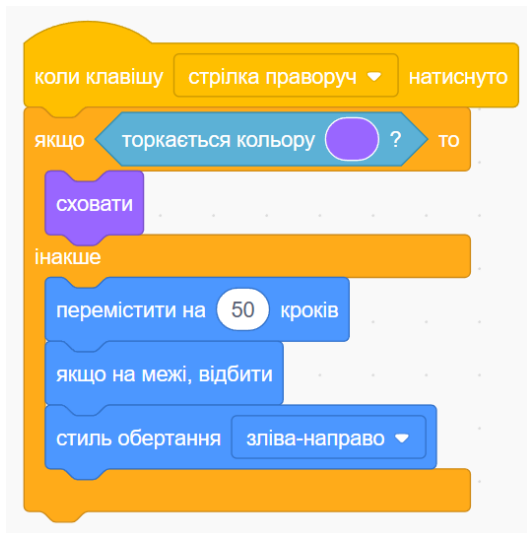 коли клавішу стрілка праворуч натиснуто
якщо торкається кольору ? то
сховати
інакше
перемістити на 50 кроків
якщо на межі, відбити
стиль обертання зліва-направо